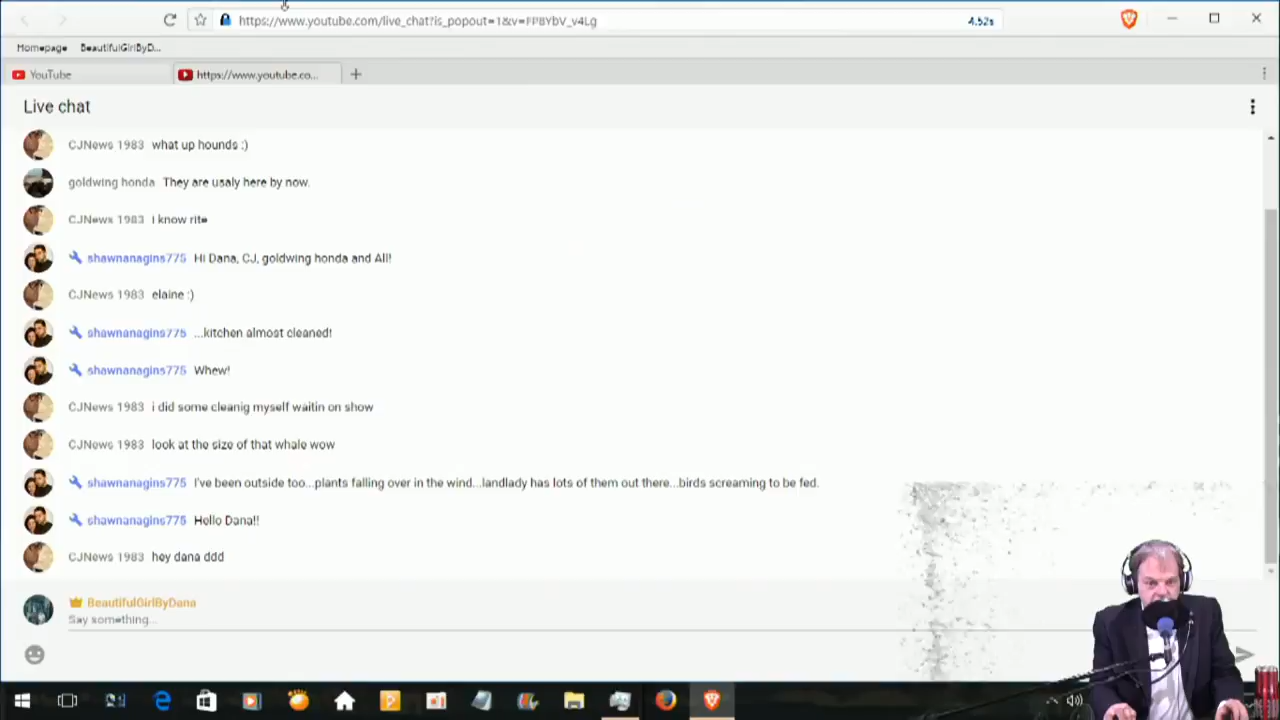 https://www.youtube.com/live_chat?is_popout=1&v=FP8YbV_v4Lg
4.52s
Homepage BeautifulGirlByD...
YouTube
https://www.youtube.co...
Live chat
CJNews 1983 what up hounds :)
goldwing honda They are usaly here by now.
CJNews 1983 i know rite
shawnanagins775 Hi Dana, CJ, goldwing honda and All!
CJNews 1983 elaine :)
shawnanagins775 ...kitchen almost cleaned!
shawnanagins775 Whew!
CJNews 1983 i did some cleanig myself waitin on show
CJNews 1983 look at the size of that whale wow
shawnanagins775 I've been outside too...plants falling over in the wind...landlady has lots of them out there...birds screaming to be fed.
shawnanagins775 Hello Dana!!
CJNews 1983 hey dana ddd
BeautifulGirlByDana
Say something...